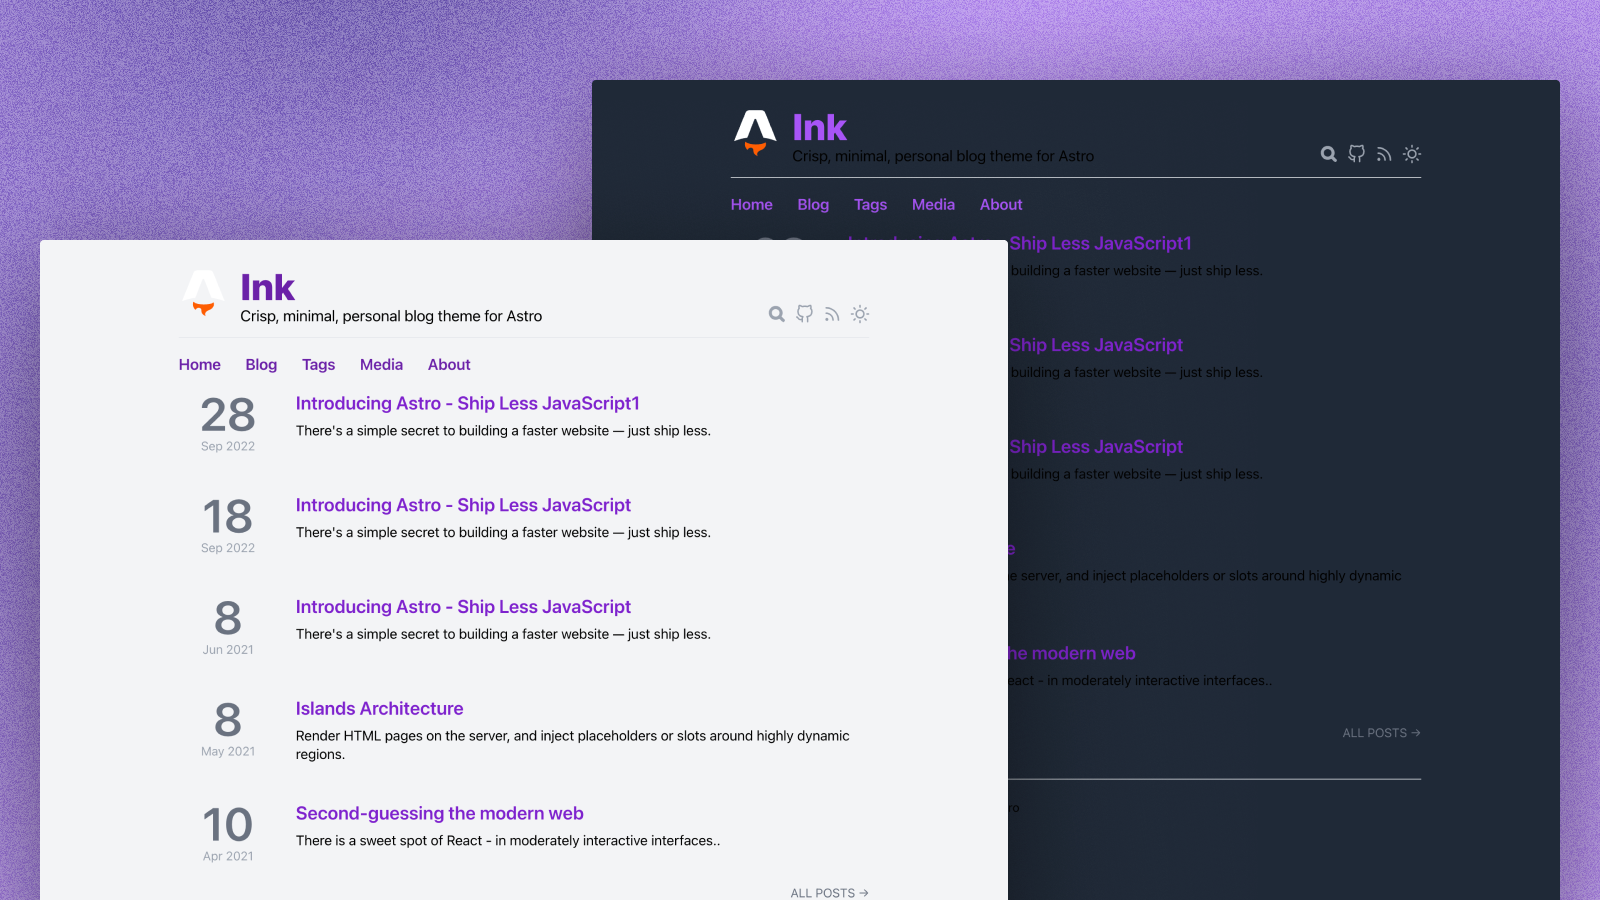 Ink
Crisp, minimal, personal blog theme for Astro
Home Blog Tags Media About
Ship Less JavaScript1
building a faster website — just ship less.
Ship Less JavaScript
building a faster website — just ship less.
Ship Less JavaScript
building a faster website — just ship less.
e server, and inject placeholders or slots around highly dynamic
he modern web
eact - in moderately interactive interfaces..
ALL POSTS →
ro
Ink
Crisp, minimal, personal blog theme for Astro
Home Blog Tags Media About
28
Sep 2022
Introducing Astro - Ship Less JavaScript1
There's a simple secret to building a faster website — just ship less.
18
Sep 2022
Introducing Astro - Ship Less JavaScript
There's a simple secret to building a faster website — just ship less.
8
Jun 2021
Introducing Astro - Ship Less JavaScript
There's a simple secret to building a faster website — just ship less.
8
May 2021
Islands Architecture
Render HTML pages on the server, and inject placeholders or slots around highly dynamic
regions.
10
Apr 2021
Second-guessing the modern web
There is a sweet spot of React - in moderately interactive interfaces..
ALL POSTS →